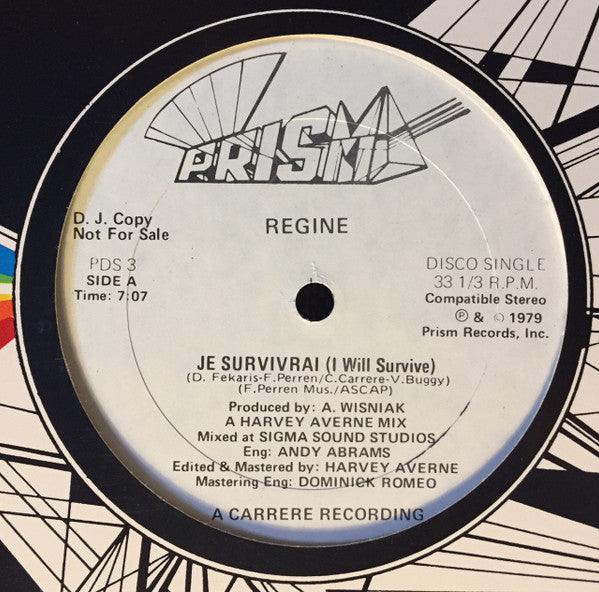 PRISM
REGINE
D. J. Copy
Not For Sale
PDS 3
SIDE A
Time: 7:07
DISCO SINGLE
33 1/3 R.P.M.
Compatible Stereo
℗ & © 1979
Prism Records, Inc.
JE SURVIVRAI (I Will Survive)
(D. Fekaris-F. Perren/C. Carrere-V. Buggy)
(F. Perren Mus./ASCAP)
Produced by: A. WISNIAK
A HARVEY AVERNE MIX
Mixed at SIGMA SOUND STUDIOS
Eng: ANDY ABRAMS
Edited & Mastered by: HARVEY AVERNE
Mastering Eng: DOMINICK ROMEO
A CARRERE RECORDING